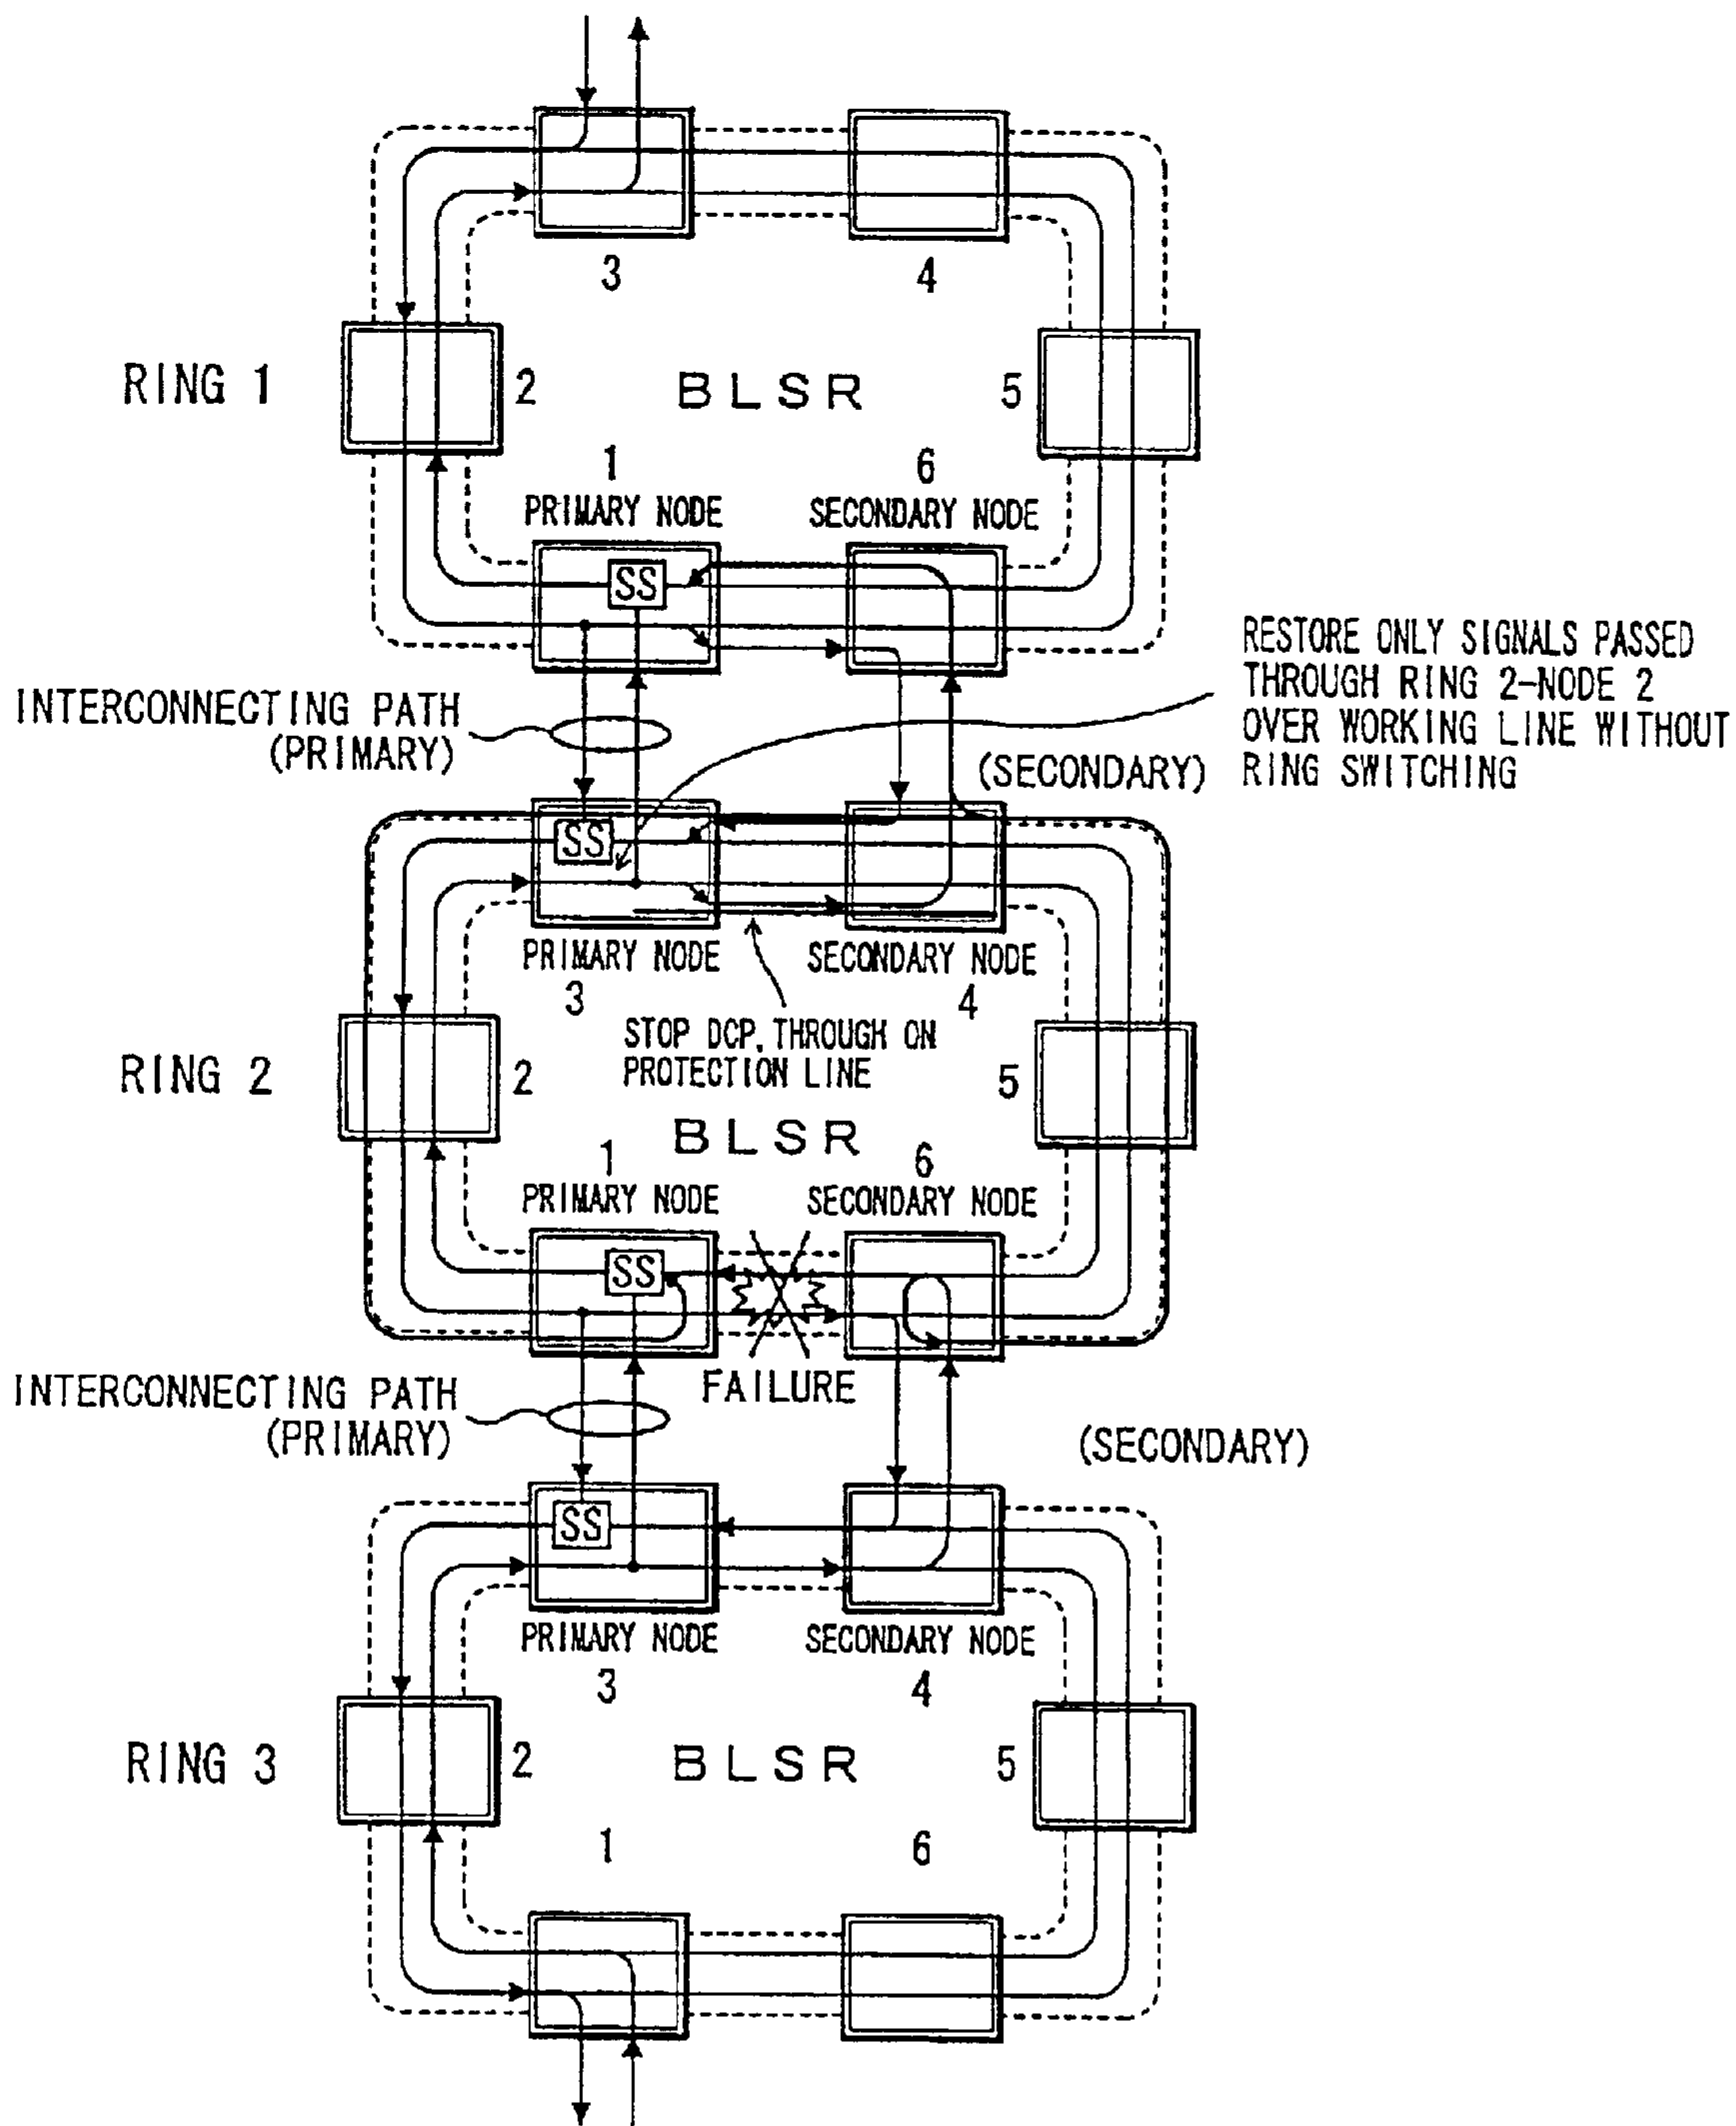 3
4
RING 1
2
BLSR
5
1
PRIMARY NODE
6
SECONDARY NODE
SS
RESTORE ONLY SIGNALS PASSED
THROUGH RING 2-NODE 2
OVER WORKING LINE WITHOUT
RING SWITCHING
INTERCONNECTING PATH
(PRIMARY)
(SECONDARY)
SS
PRIMARY NODE
3
SECONDARY NODE
4
STOP DCP, THROUGH ON
PROTECTION LINE
RING 2
2
5
BLSR
1
PRIMARY NODE
6
SECONDARY NODE
SS
FAILURE
INTERCONNECTING PATH
(PRIMARY)
(SECONDARY)
SS
PRIMARY NODE
3
SECONDARY NODE
4
RING 3
2
BLSR
5
1
6